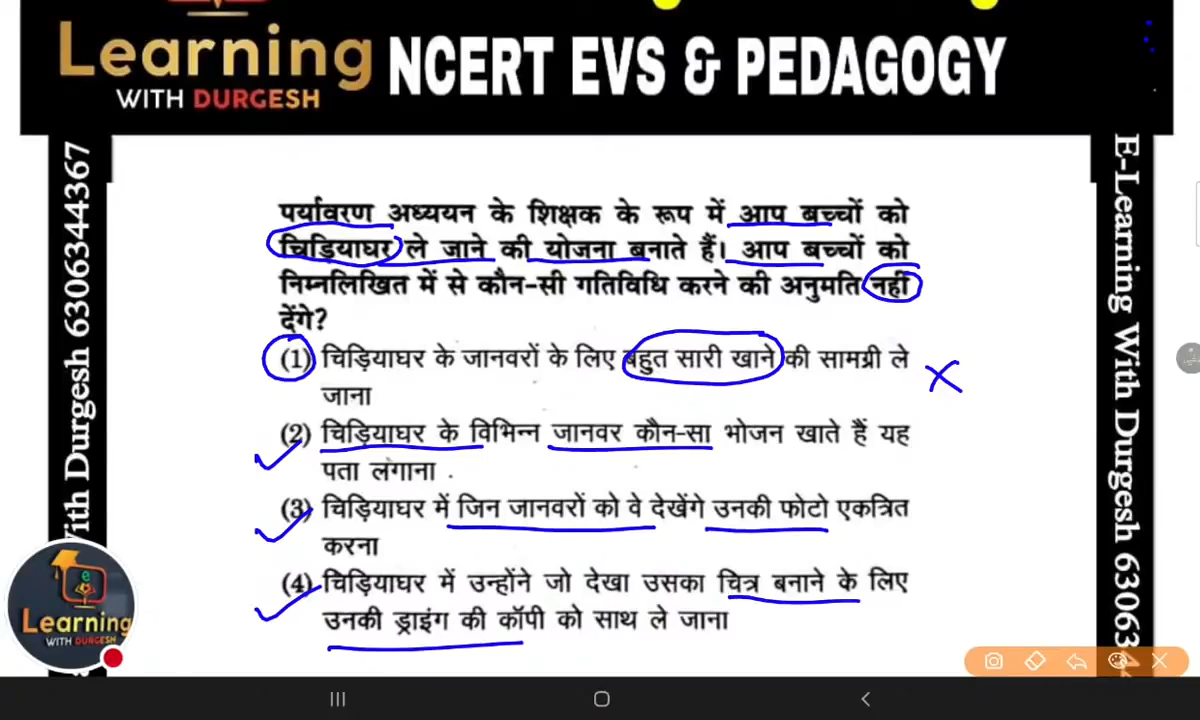 Learning
WITH DURGESH
NCERT EVS & PEDAGOGY
With Durgesh 6306344367
E-Learning With Durgesh 63063
पर्यावरण अध्ययन के शिक्षक के रूप में आप बच्चों को
चिड़ियाघर ले जाने की योजना बनाते हैं। आप बच्चों को
निम्नलिखित में से कौन-सी गतिविधि करने की अनुमति नहीं
देंगे?
(1) चिड़ियाघर के जानवरों के लिए बहुत सारी खाने की सामग्री ले
जाना
(2) चिड़ियाघर के विभिन्न जानवर कौन-सा भोजन खाते हैं यह
पता लगाना
(3) चिड़ियाघर में जिन जानवरों को वे देखेंगे उनकी फोटो एकत्रित
करना
(4) चिड़ियाघर में उन्होंने जो देखा उसका चित्र बनाने के लिए
उनकी ड्राइंग की कॉपी को साथ ले जाना
e
Learning
WITH DURGESH